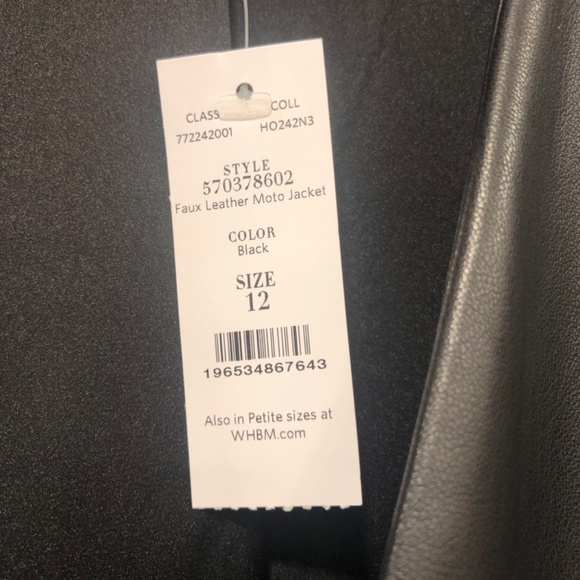 CLASS COLL
772242001 HO242N3
STYLE
570378602
Faux Leather Moto Jacket
COLOR
Black
SIZE
12
196534867643
Also in Petite sizes at
WHBM.com